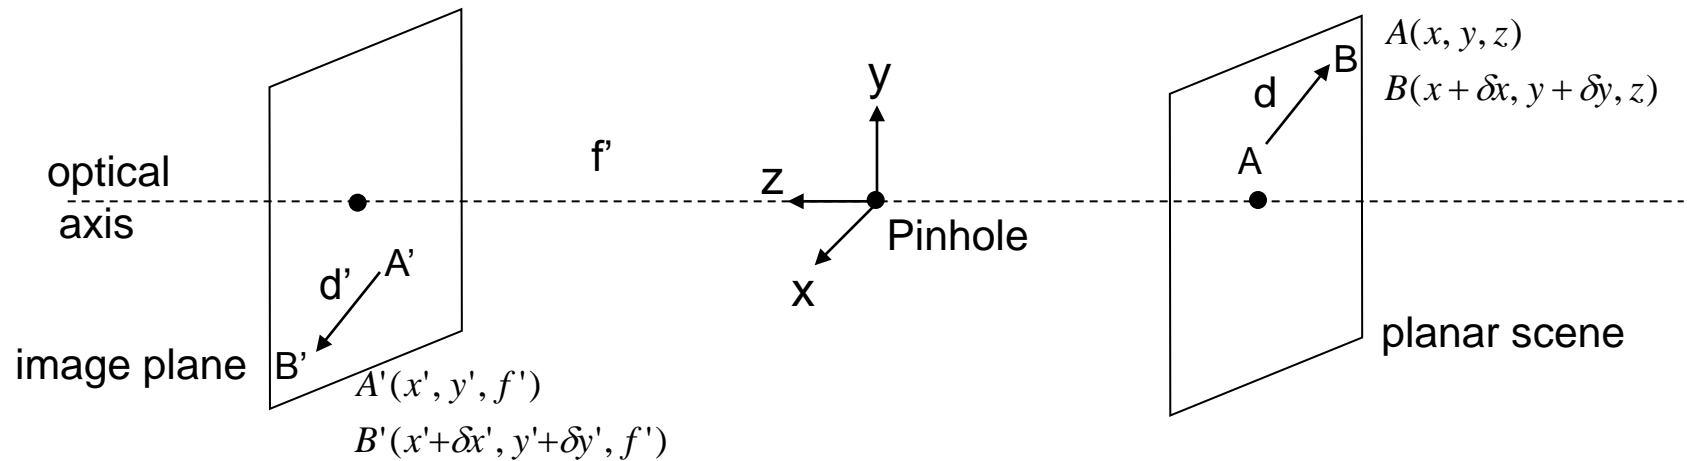 A(x, y, z)
B(x + δx, y + δy, z)
B
d
A
y
f’
z
optical
axis
Pinhole
x
A’
d’
B’
image plane
planar scene
A'(x', y', f')
B'(x'+δx', y'+δy', f')